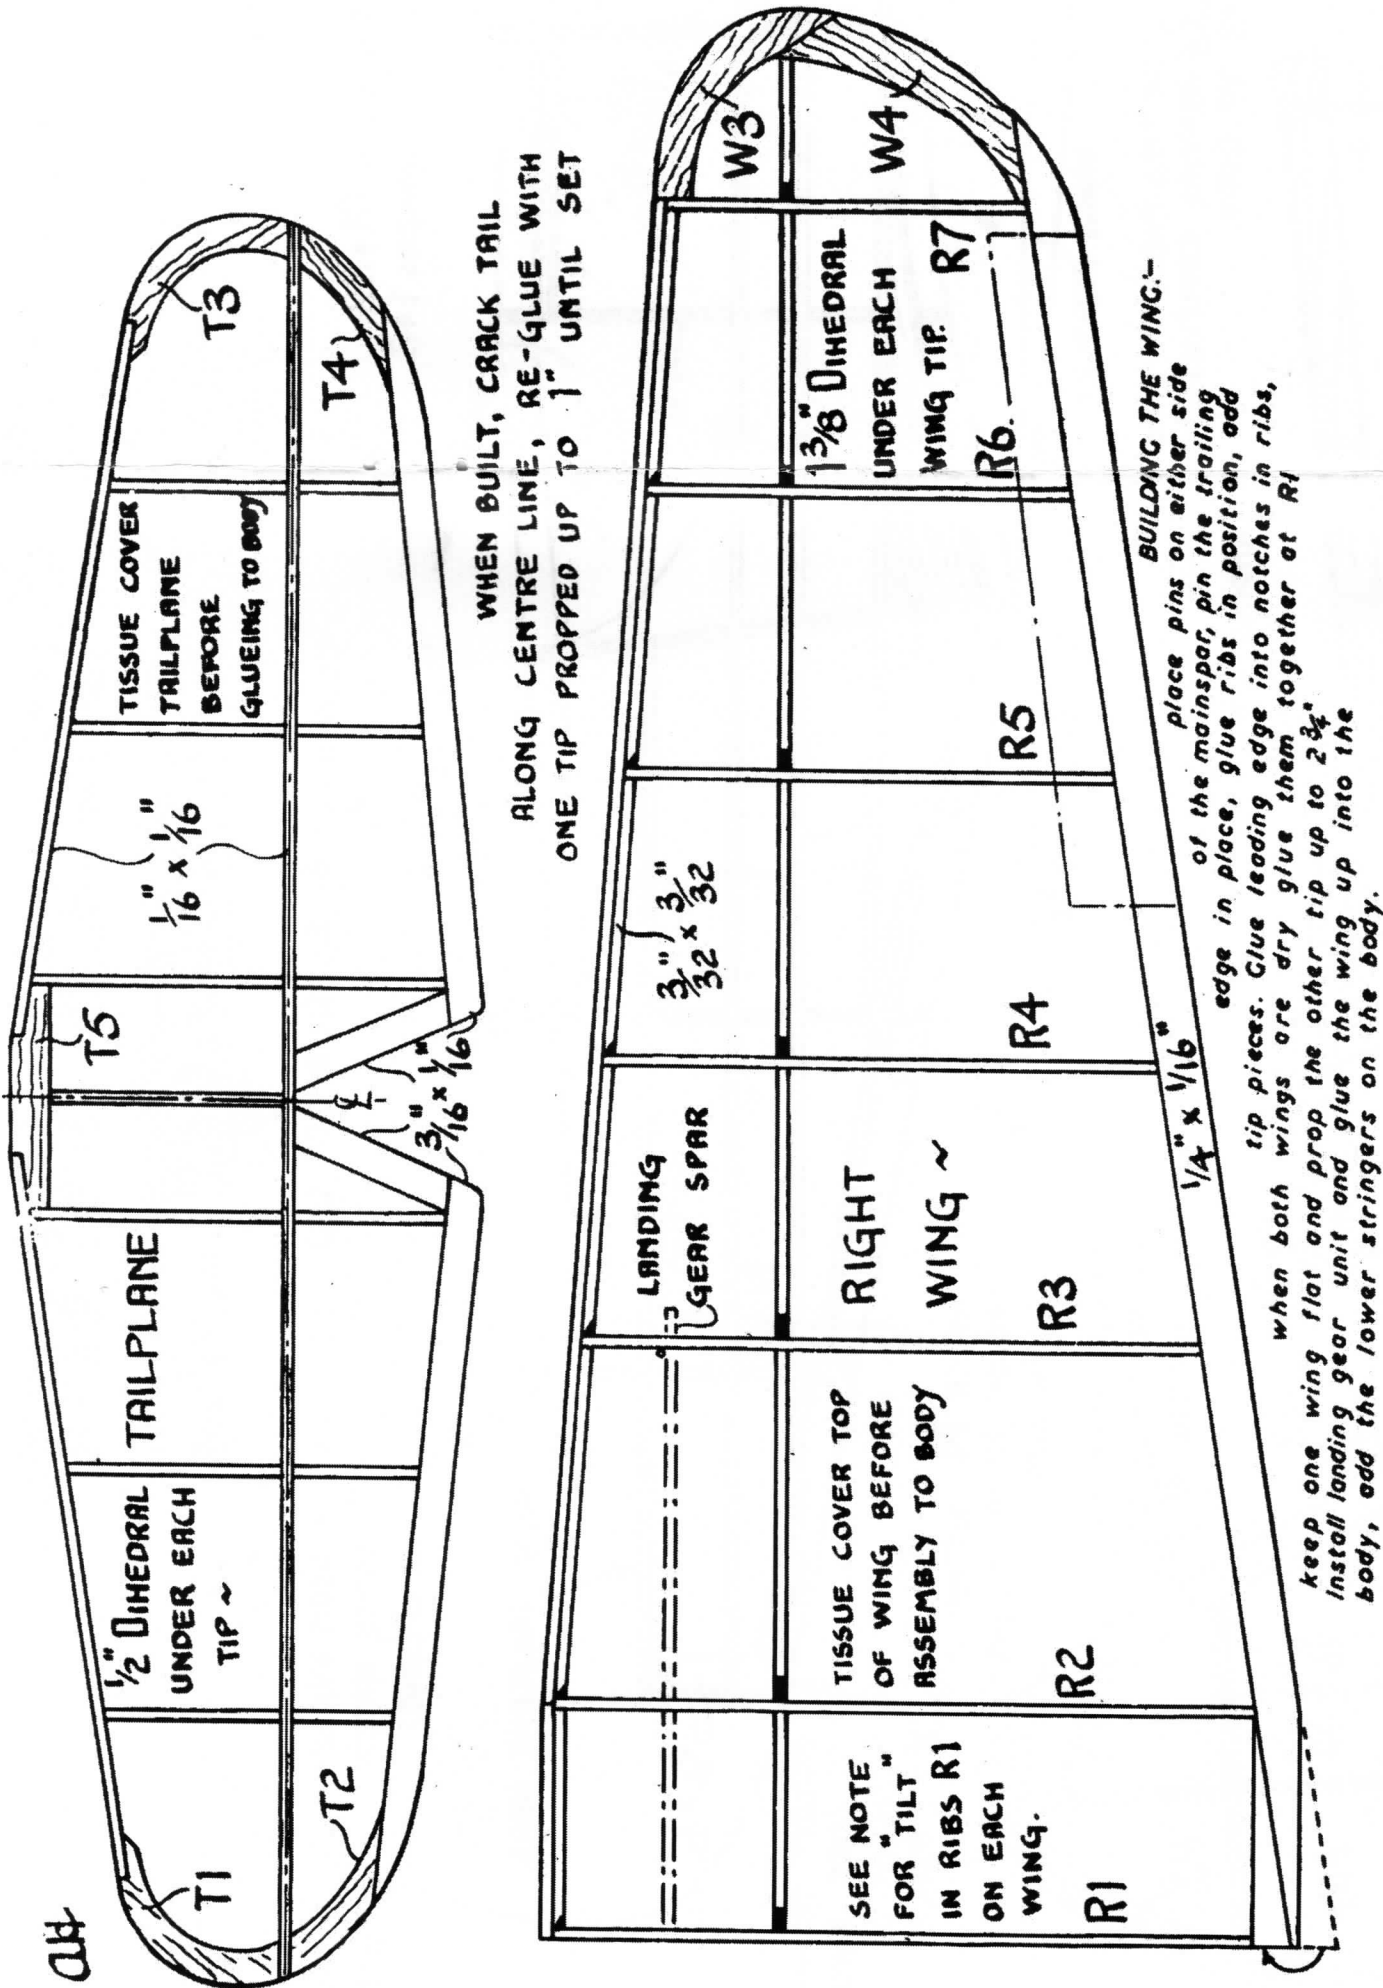 alt
1/2" DIHEDRAL
UNDER EACH
TIP ~
TAILPLANE
T1
T2
T5
1/16" x 1/16"
℄
3/16" x 1/16"
TISSUE COVER
TAILPLANE
BEFORE
GLUEING TO BODY
T3
T4
WHEN BUILT, CRACK TAIL
ALONG CENTRE LINE, RE-GLUE WITH
ONE TIP PROPPED UP TO 1" UNTIL SET
LANDING
GEAR SPAR
3/32" x 3/32
W3
W4
SEE NOTE
FOR "TILT"
IN RIBS R1
ON EACH
WING.
TISSUE COVER TOP
OF WING BEFORE
ASSEMBLY TO BODY
RIGHT
WING ~
1 3/8" DIHEDRAL
UNDER EACH
WING TIP.
R1
R2
R3
R4
R5
R6.
R7
1/4" x 1/16"
BUILDING THE WING:-
place pins on either side
of the mainspar, pin the trailing
edge in place, glue ribs in position, add
tip pieces. Glue leading edge into notches in ribs,
when both wings are dry glue them together at R1
keep one wing flat and prop the other tip up to 2 3/4"
Install landing gear unit and glue the wing up into the
body, add the lower stringers on the body.